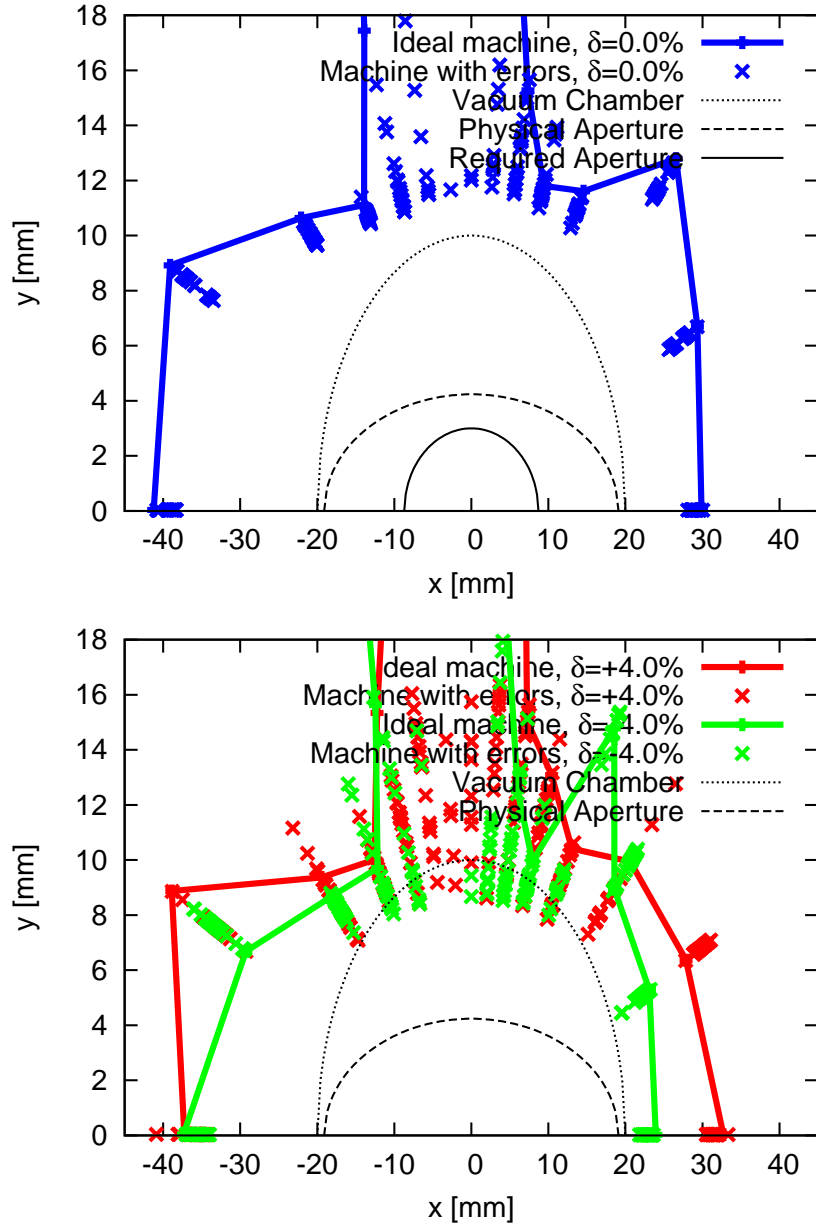 18
16
14
12
10
8
6
4
2
0
y [mm]
-40 -30 -20 -10 0 10 20 30 40
x [mm]
Ideal machine, δ=0.0%
Machine with errors, δ=0.0%
Vacuum Chamber
Physical Aperture
Required Aperture
18
16
14
12
10
8
6
4
2
0
y [mm]
-40 -30 -20 -10 0 10 20 30 40
x [mm]
Ideal machine, δ=+4.0%
Machine with errors, δ=+4.0%
Ideal machine, δ=-4.0%
Machine with errors, δ=-4.0%
Vacuum Chamber
Physical Aperture